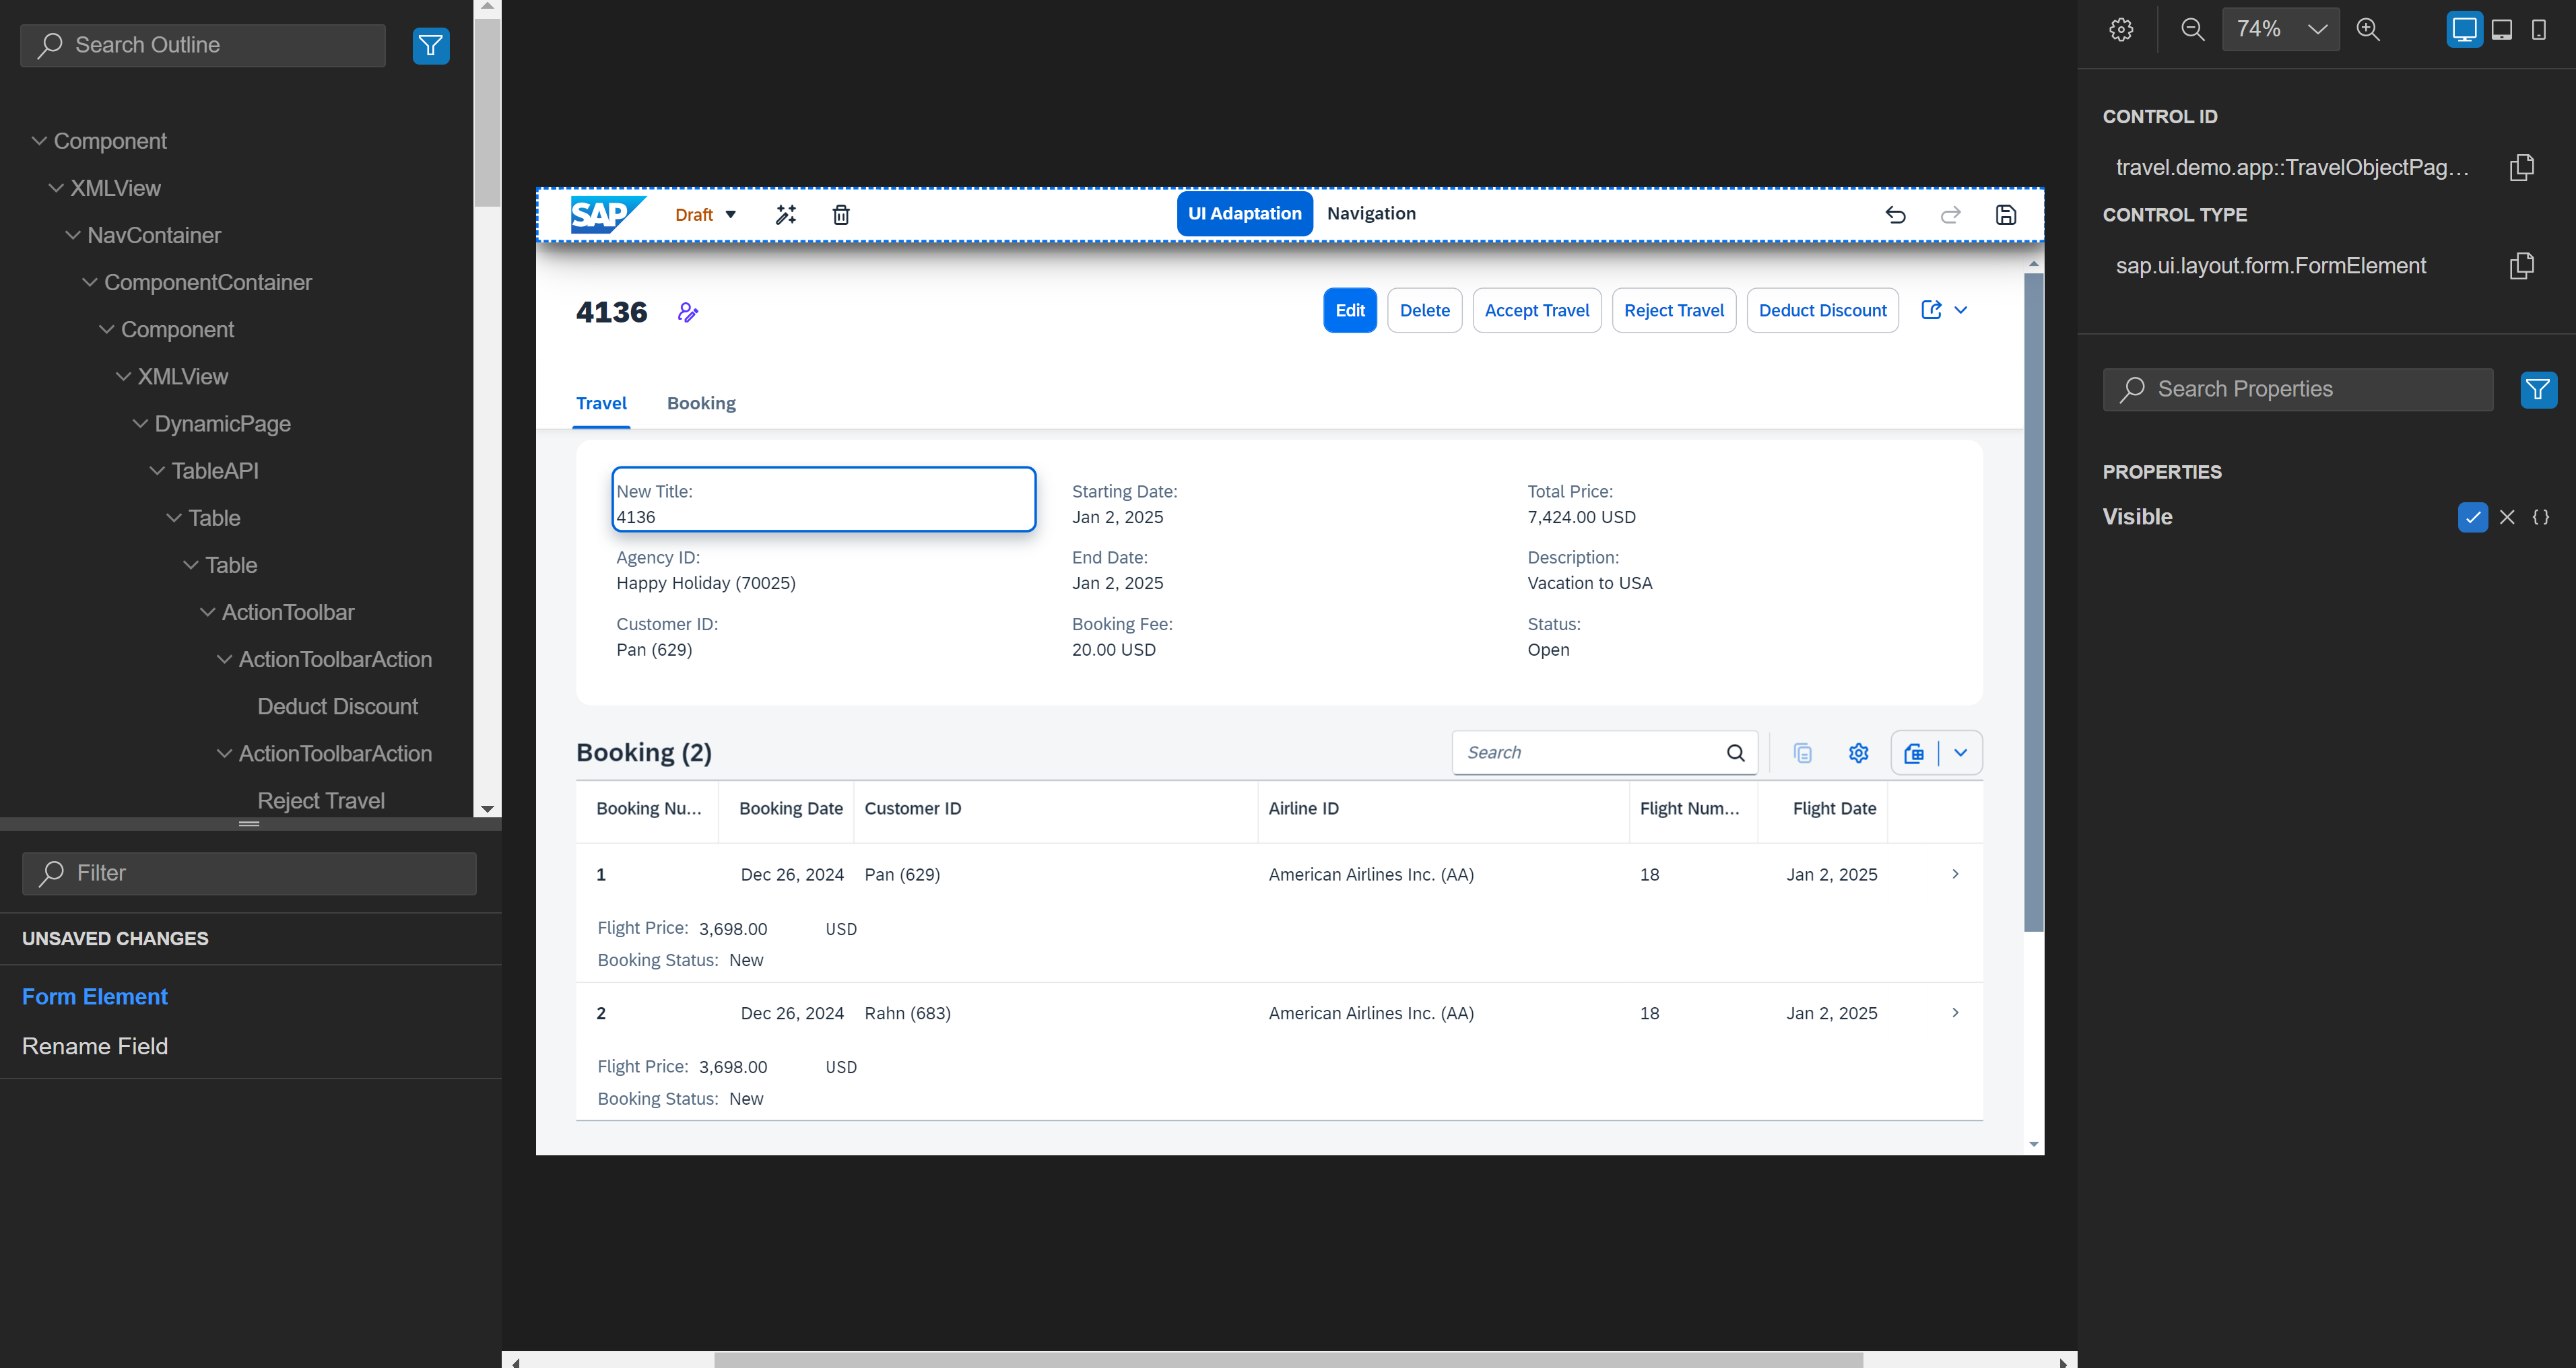 Search Outline
Component
XMLView
NavContainer
ComponentContainer
Component
XMLView
DynamicPage
TableAPI
Table
Table
ActionToolbar
ActionToolbarAction
Deduct Discount
ActionToolbarAction
Reject Travel
Filter
UNSAVED CHANGES
Form Element
Rename Field
SAP Draft UI Adaptation Navigation
4136 Edit Delete Accept Travel Reject Travel Deduct Discount
Travel Booking
New Title: Starting Date: Total Price:
4136 Jan 2, 2025 7,424.00 USD
Agency ID: End Date: Description:
Happy Holiday (70025) Jan 2, 2025 Vacation to USA
Customer ID: Booking Fee: Status:
Pan (629) 20.00 USD Open
Booking (2) Search
Booking Nu... Booking Date Customer ID Airline ID Flight Num... Flight Date
1 Dec 26, 2024 Pan (629) American Airlines Inc. (AA) 18 Jan 2, 2025
Flight Price: 3,698.00 USD
Booking Status: New
2 Dec 26, 2024 Rahn (683) American Airlines Inc. (AA) 18 Jan 2, 2025
Flight Price: 3,698.00 USD
Booking Status: New
74%
CONTROL ID
travel.demo.app::TravelObjectPag...
CONTROL TYPE
sap.ui.layout.form.FormElement
Search Properties
PROPERTIES
Visible { }